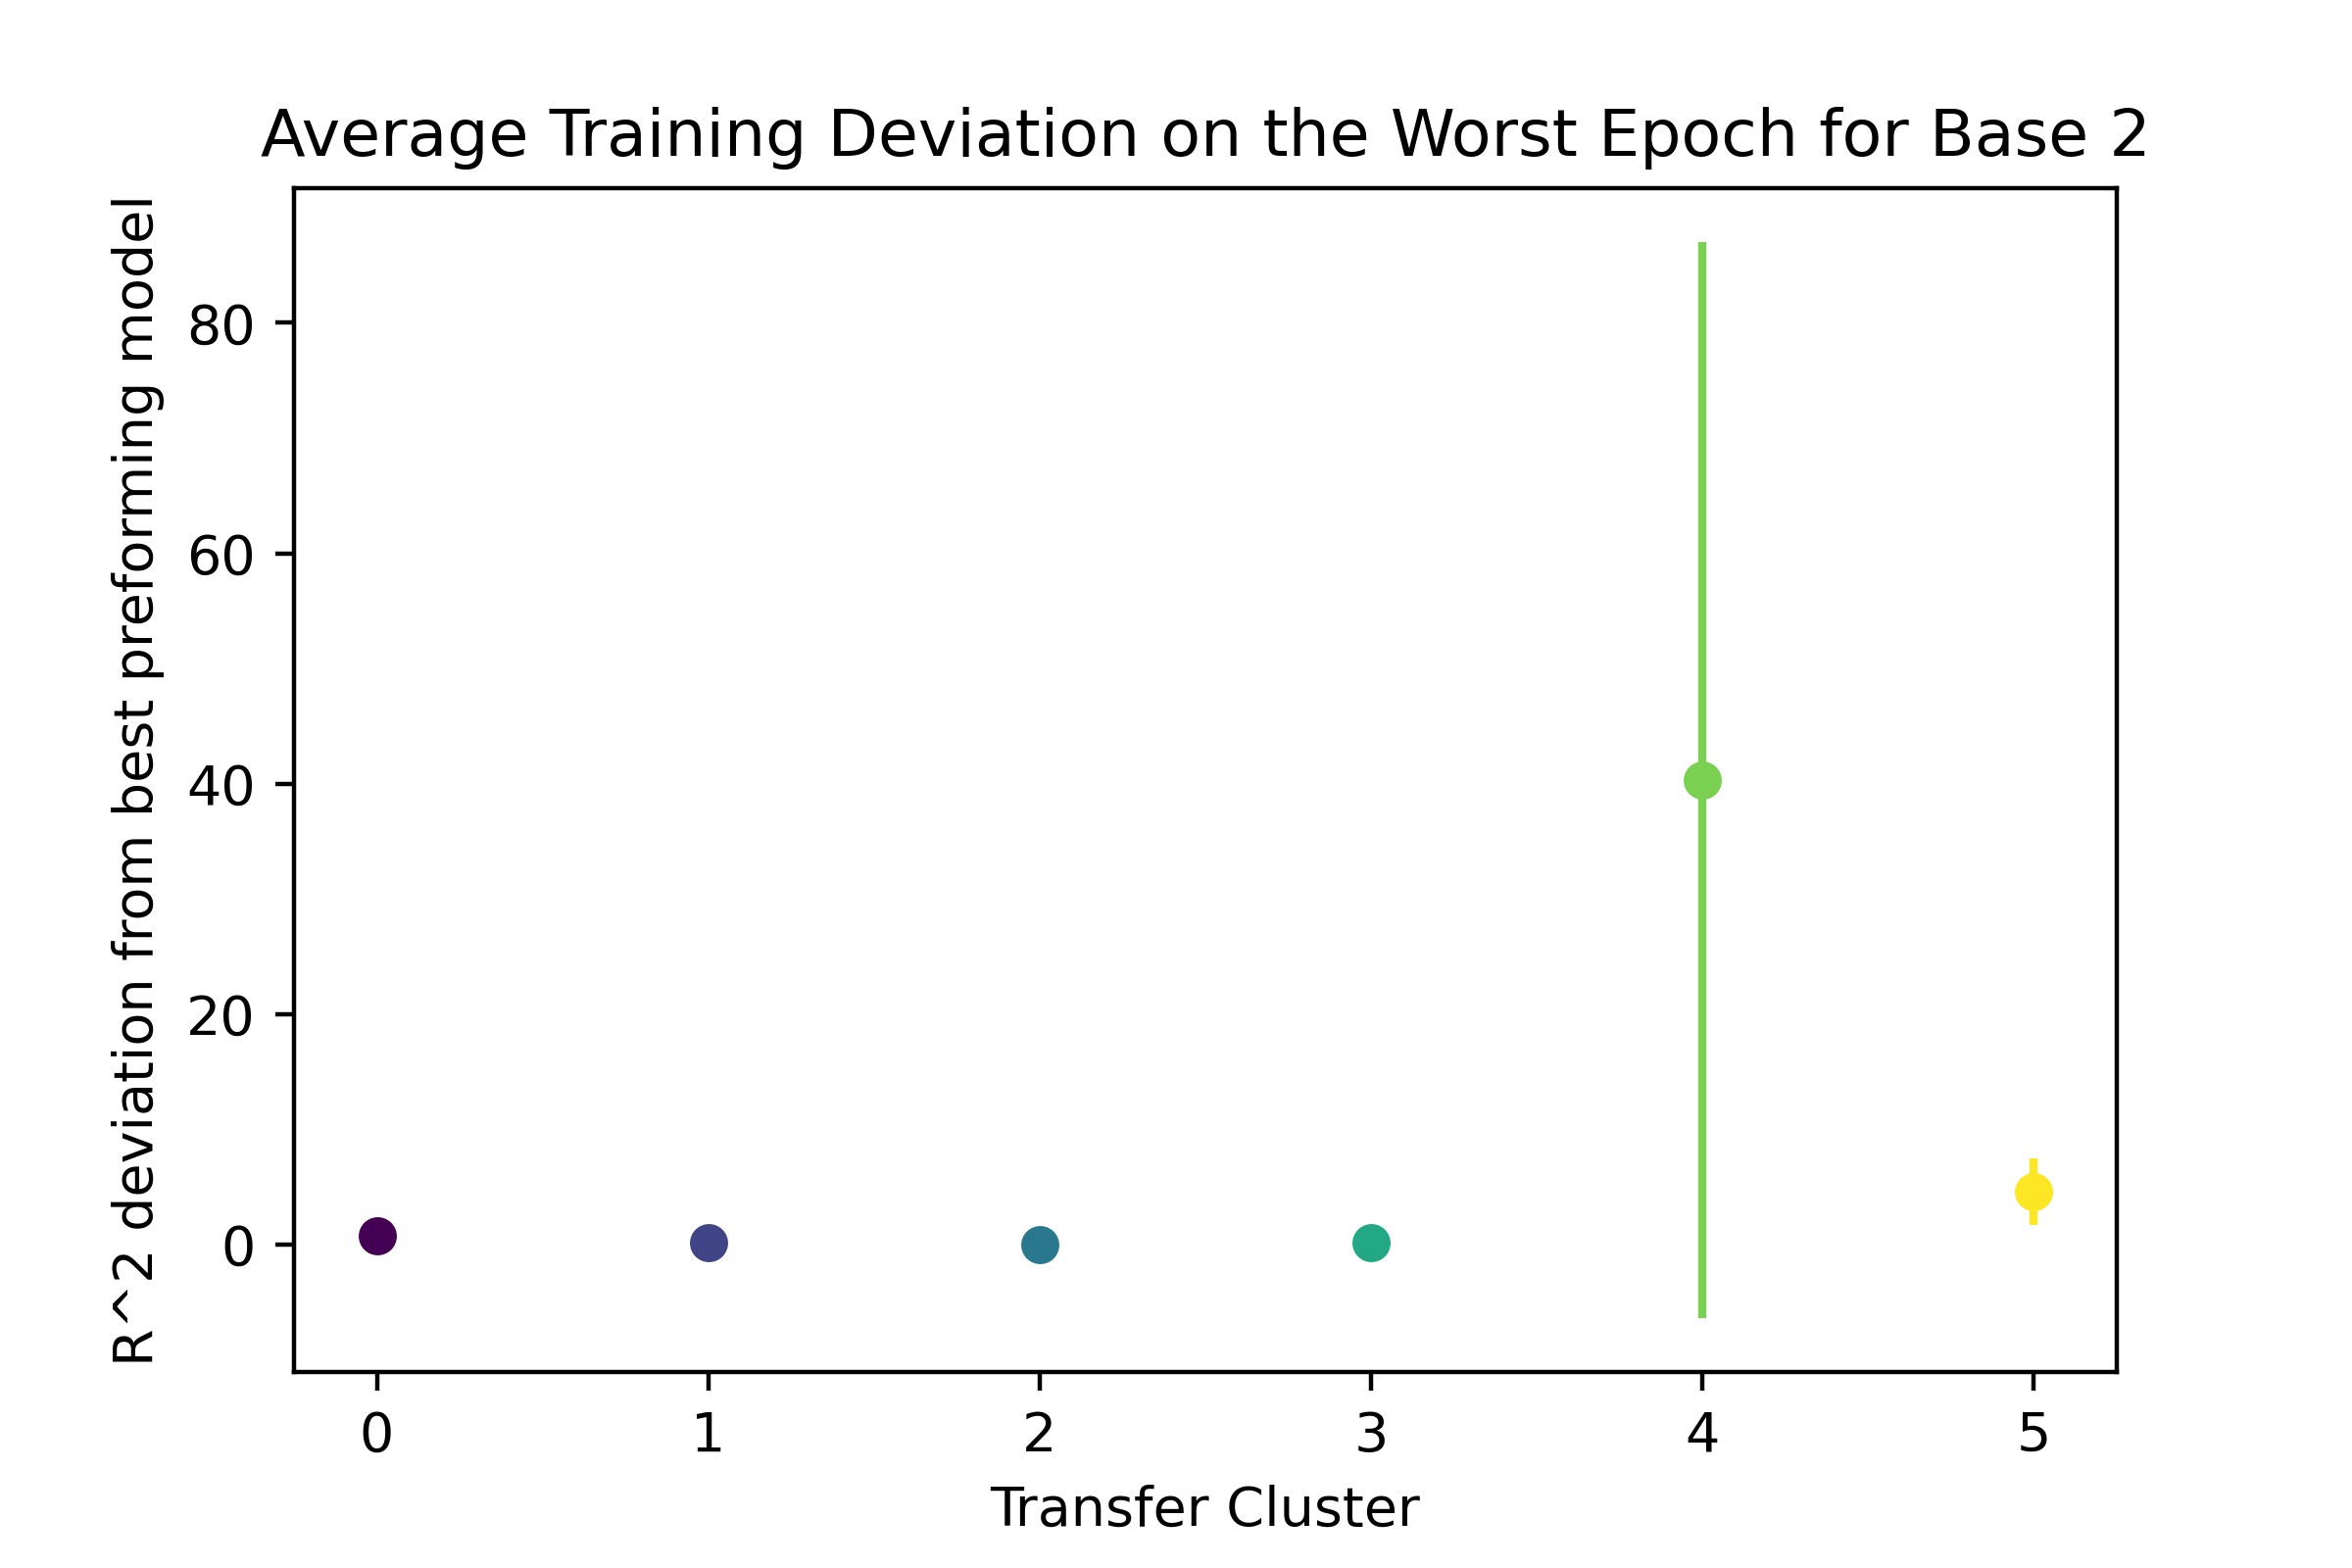 Average Training Deviation on the Worst Epoch for Base 2
R^2 deviation from best preforming model
80
60
40
20
0
0 1 2 3 4 5
Transfer Cluster